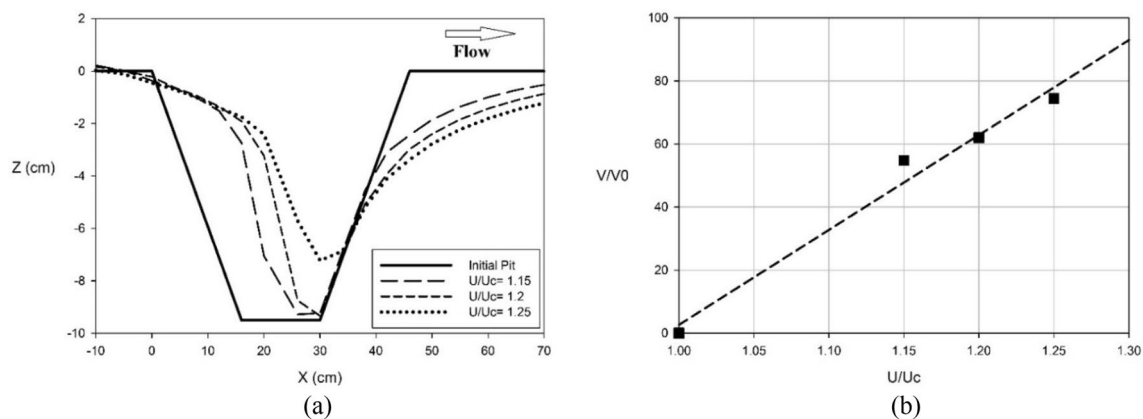 2
0
-2
-4
-6
-8
-10
Z (cm)
-10
0
10
20
30
40
50
60
70
X (cm)
Flow
Initial Pit
U/Uc= 1.15
U/Uc= 1.2
U/Uc= 1.25
(a)
100
80
60
40
20
0
V/V0
1.00
1.05
1.10
1.15
1.20
1.25
1.30
U/Uc
(b)